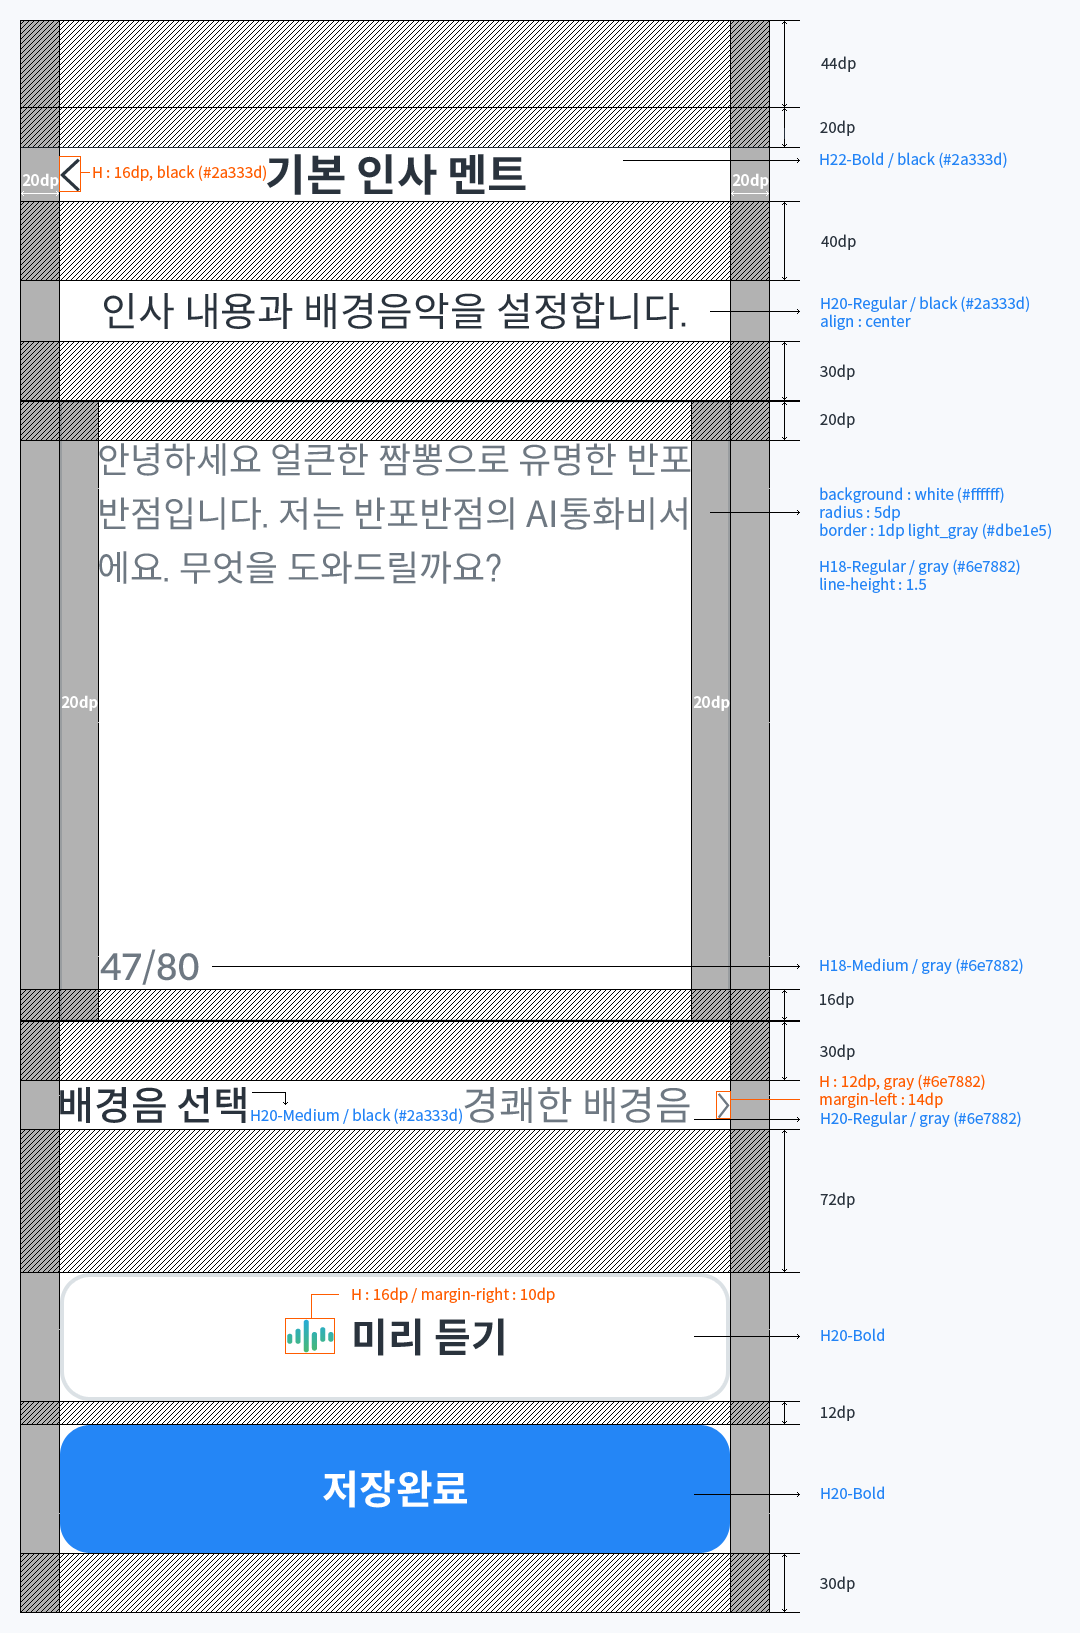 44dp
20dp
H : 16dp, black (#2a333d)
기본 인사 멘트
H22-Bold / black (#2a333d)
20dp
20dp
40dp
인사 내용과 배경음악을 설정합니다.
H20-Regular / black (#2a333d)
align : center
30dp
20dp
안녕하세요 얼큰한 짬뽕으로 유명한 반포
반점입니다. 저는 반포반점의 AI통화비서
에요. 무엇을 도와드릴까요?
background : white (#ffffff)
radius : 5dp
border : 1dp light_gray (#dbe1e5)
H18-Regular / gray (#6e7882)
line-height : 1.5
20dp
20dp
47/80
H18-Medium / gray (#6e7882)
16dp
30dp
배경음 선택
H20-Medium / black (#2a333d)
경쾌한 배경음
H : 12dp, gray (#6e7882)
margin-left : 14dp
H20-Regular / gray (#6e7882)
72dp
H : 16dp / margin-right : 10dp
미리 듣기
H20-Bold
12dp
저장완료
H20-Bold
30dp